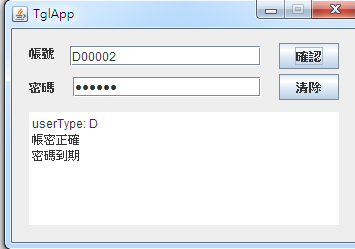 TglApp
帳號 D00002 確認
密碼 •••••• 清除
userType: D
帳密正確
密碼到期